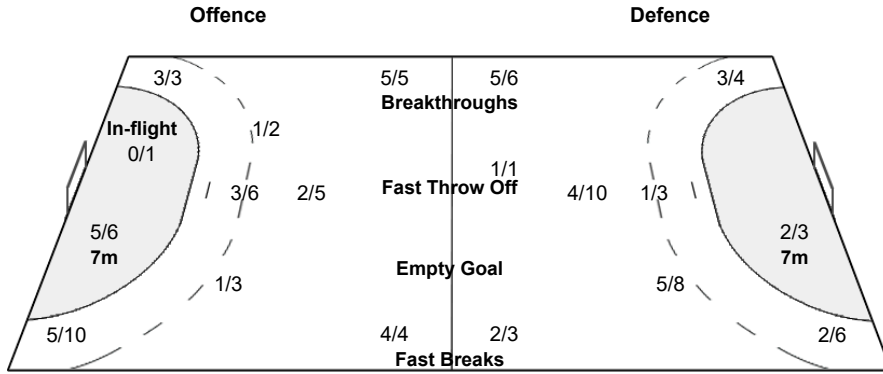 Offence Defence
3/3 5/5 5/6 3/4
Breakthroughs
In-flight 1/2
0/1
1/1
3/6 2/5 Fast Throw Off 4/10 1/3
5/6 2/3
7m 7m
Empty Goal
1/3 5/8
5/10 4/4 2/3 2/6
Fast Breaks